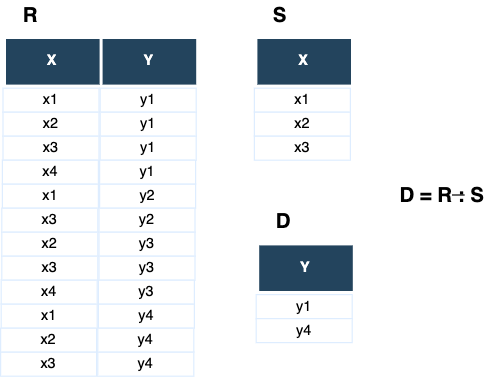 R
X Y
x1 y1
x2 y1
x3 y1
x4 y1
x1 y2
x3 y2
x2 y3
x3 y3
x4 y3
x1 y4
x2 y4
x3 y4
S
X
x1
x2
x3
D
Y
y1
y4
D = R ÷ S